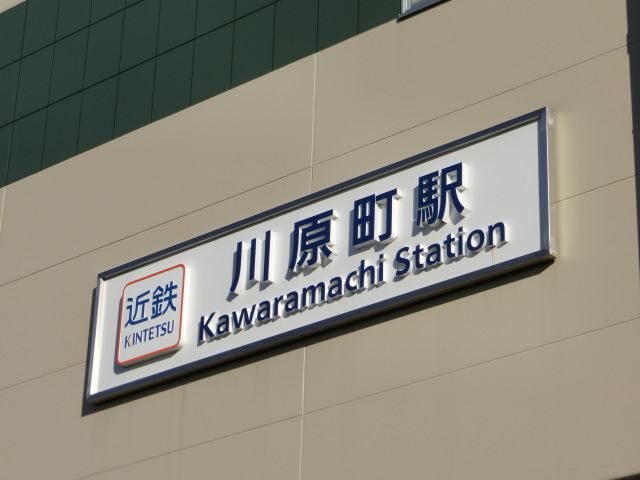 近鉄
KINTETSU
川原町駅
Kawaramachi Station